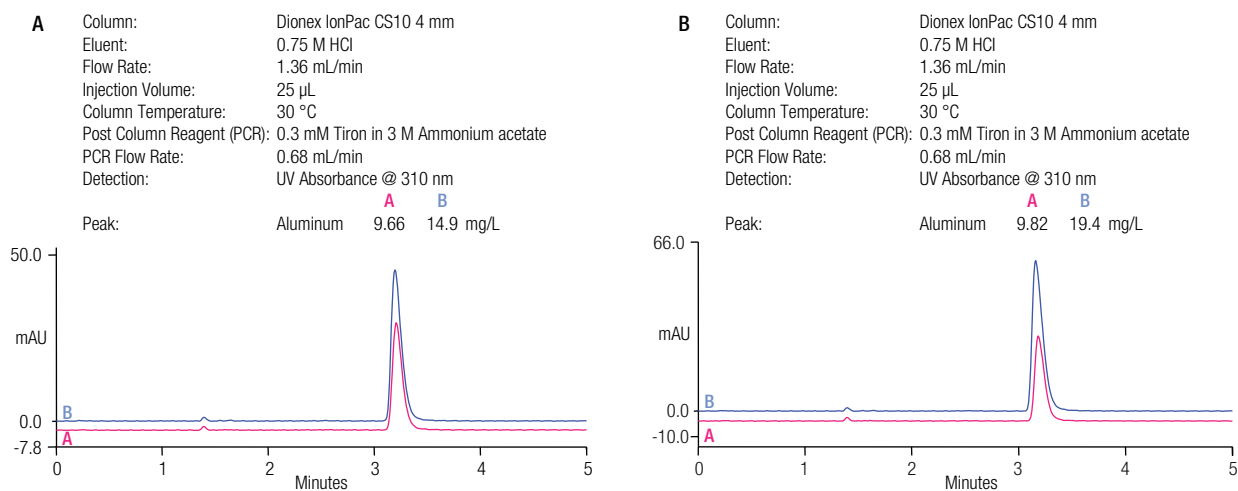 A
Column: Dionex IonPac CS10 4 mm
Eluent: 0.75 M HCl
Flow Rate: 1.36 mL/min
Injection Volume: 25 µL
Column Temperature: 30 °C
Post Column Reagent (PCR): 0.3 mM Tiron in 3 M Ammonium acetate
PCR Flow Rate: 0.68 mL/min
Detection: UV Absorbance @ 310 nm
A B
Peak: Aluminum 9.66 14.9 mg/L
50.0
mAU
0.0
-7.8
B
A
0 1 2 3 4 5
Minutes
B
Column: Dionex IonPac CS10 4 mm
Eluent: 0.75 M HCl
Flow Rate: 1.36 mL/min
Injection Volume: 25 µL
Column Temperature: 30 °C
Post Column Reagent (PCR): 0.3 mM Tiron in 3 M Ammonium acetate
PCR Flow Rate: 0.68 mL/min
Detection: UV Absorbance @ 310 nm
A B
Peak: Aluminum 9.82 19.4 mg/L
66.0
mAU
0.0
-10.0
B
A
0 1 2 3 4 5
Minutes